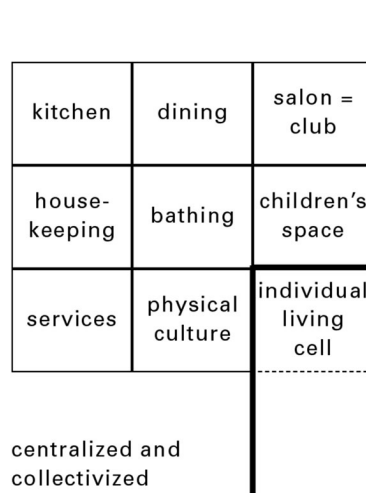 kitchen dining salon =
club
house-
keeping bathing children's
space
services physical
culture individual
living
cell
centralized and
collectivized